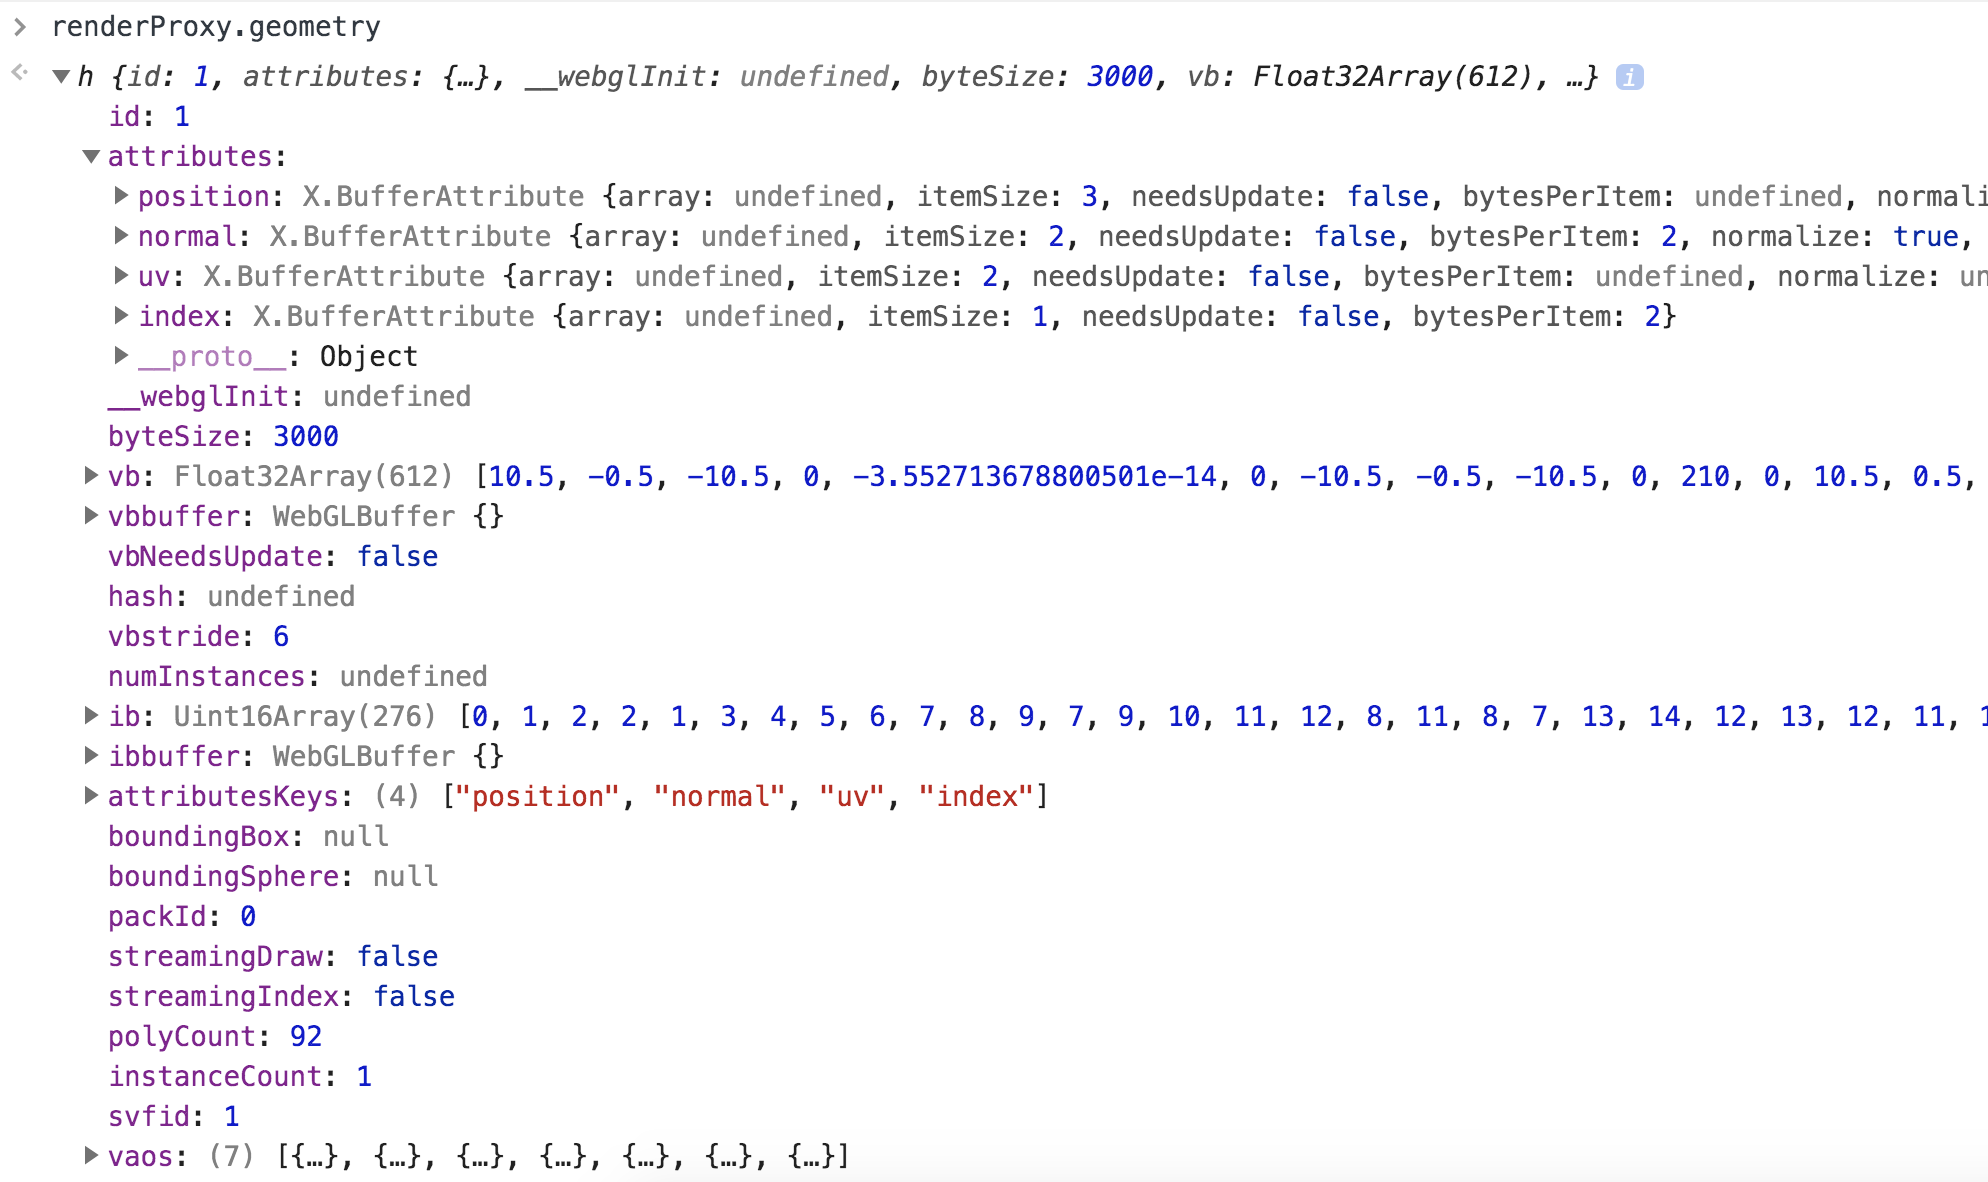 > renderProxy.geometry
<· ▼h {id: 1, attributes: {…}, __webglInit: undefined, byteSize: 3000, vb: Float32Array(612), …} i
id: 1
▼attributes:
▶position: X.BufferAttribute {array: undefined, itemSize: 3, needsUpdate: false, bytesPerItem: undefined, normali
▶normal: X.BufferAttribute {array: undefined, itemSize: 2, needsUpdate: false, bytesPerItem: 2, normalize: true,
▶uv: X.BufferAttribute {array: undefined, itemSize: 2, needsUpdate: false, bytesPerItem: undefined, normalize: un
▶index: X.BufferAttribute {array: undefined, itemSize: 1, needsUpdate: false, bytesPerItem: 2}
▶__proto__: Object
__webglInit: undefined
byteSize: 3000
▶vb: Float32Array(612) [10.5, −0.5, −10.5, 0, −3.552713678800501e−14, 0, −10.5, −0.5, −10.5, 0, 210, 0, 10.5, 0.5,
▶vbbuffer: WebGLBuffer {}
vbNeedsUpdate: false
hash: undefined
vbstride: 6
numInstances: undefined
▶ib: Uint16Array(276) [0, 1, 2, 2, 1, 3, 4, 5, 6, 7, 8, 9, 7, 9, 10, 11, 12, 8, 11, 8, 7, 13, 14, 12, 13, 12, 11, 1
▶ibbuffer: WebGLBuffer {}
▶attributesKeys: (4) ["position", "normal", "uv", "index"]
boundingBox: null
boundingSphere: null
packId: 0
streamingDraw: false
streamingIndex: false
polyCount: 92
instanceCount: 1
svfid: 1
▶vaos: (7) [{…}, {…}, {…}, {…}, {…}, {…}, {…}]